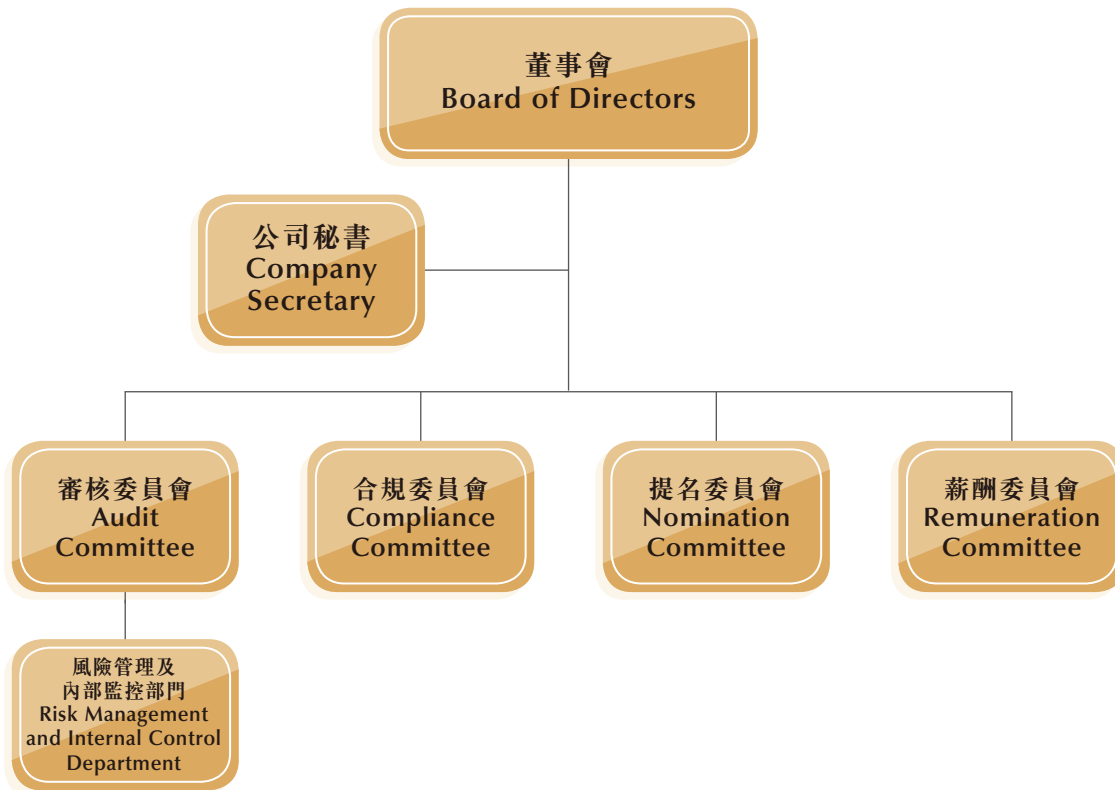 董事會
Board of Directors
公司秘書
Company
Secretary
審核委員會
Audit
Committee
合規委員會
Compliance
Committee
提名委員會
Nomination
Committee
薪酬委員會
Remuneration
Committee
風險管理及
內部監控部門
Risk Management
and Internal Control
Department